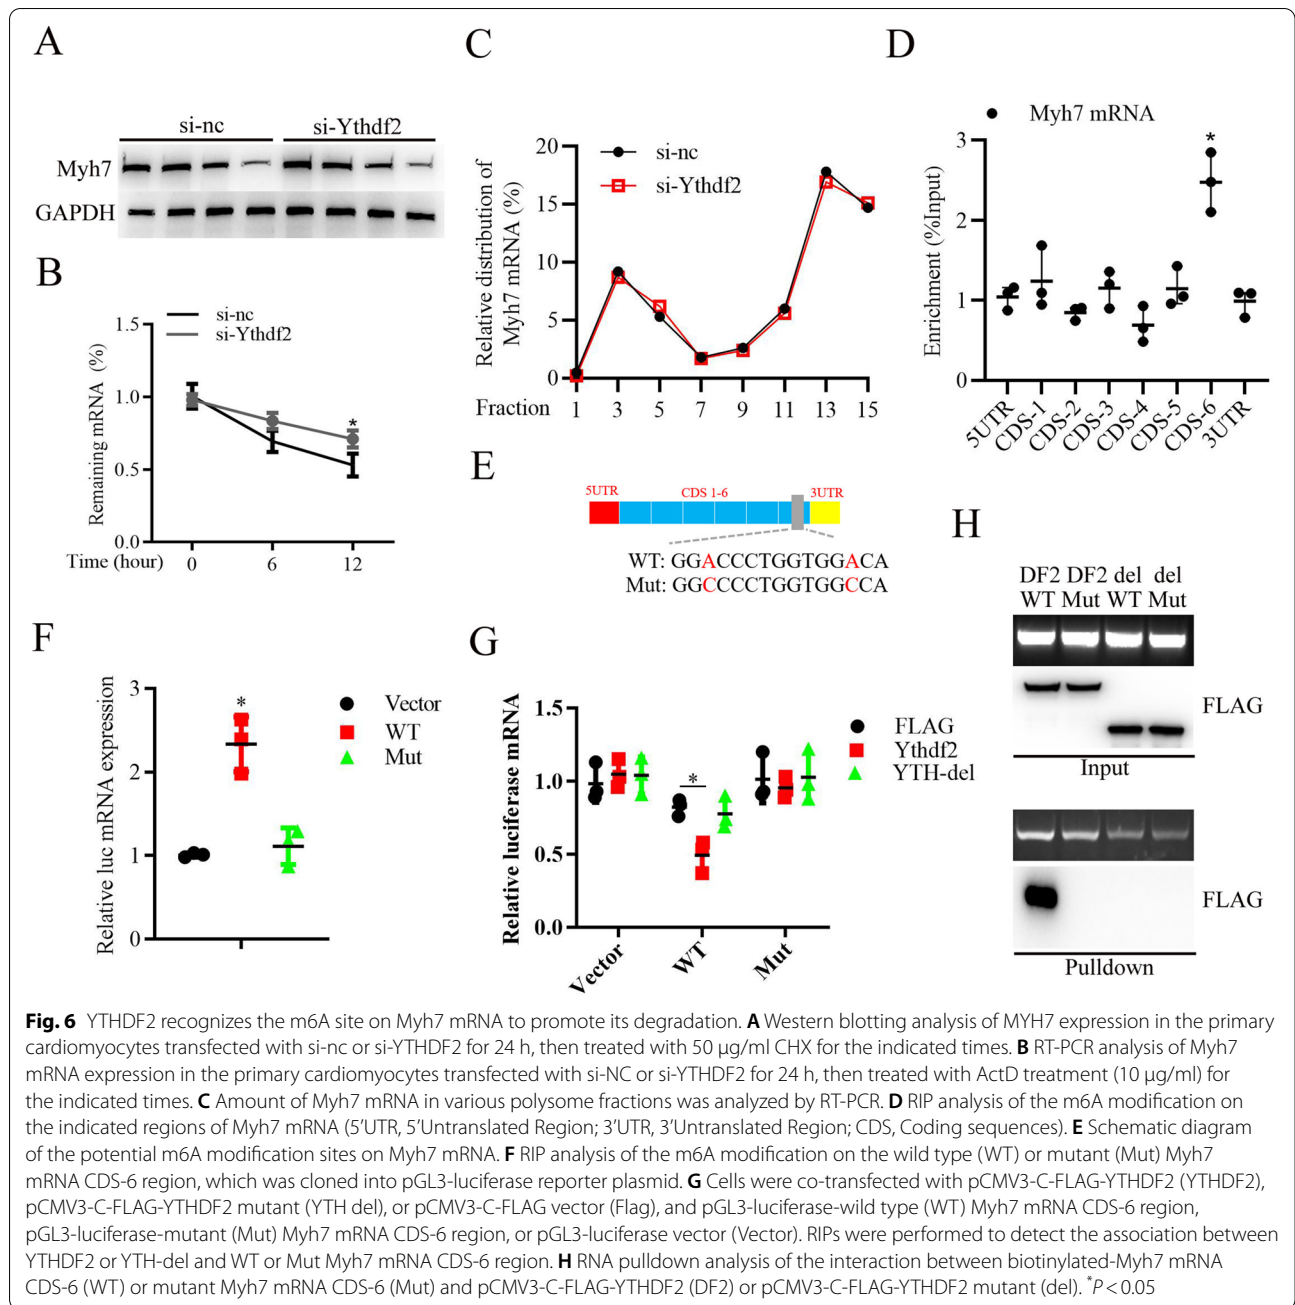 A
si-nc
si-Ythdf2
Myh7
GAPDH
B
si-nc
si-Ythdf2
Remaining mRNA (%)
1.5
1.0
0.5
0.0
Time (hour)
0
6
12
*
C
si-nc
si-Ythdf2
Relative distribution of
Myh7 mRNA (%)
20
15
10
5
0
Fraction
1
3
5
7
9
11
13
15
D
Myh7 mRNA
*
Enrichment (%Input)
3
2
1
0
5UTR
CDS-1
CDS-2
CDS-3
CDS-4
CDS-5
CDS-6
3UTR
E
5UTR
CDS 1-6
3UTR
WT: GGACCCTGGTGGACA
Mut: GGCCCCTGGTGGCCA
F
Relative luc mRNA expression
3
2
1
0
*
Vector
WT
Mut
G
Relative luciferase mRNA
1.5
1.0
0.5
0.0
*
FLAG
Ythdf2
YTH-del
Vector
WT
Mut
H
DF2 DF2 del del
WT Mut WT Mut
FLAG
Input
FLAG
Pulldown
Fig. 6 YTHDF2 recognizes the m6A site on Myh7 mRNA to promote its degradation. A Western blotting analysis of MYH7 expression in the primary
cardiomyocytes transfected with si-nc or si-YTHDF2 for 24 h, then treated with 50 µg/ml CHX for the indicated times. B RT-PCR analysis of Myh7
mRNA expression in the primary cardiomyocytes transfected with si-NC or si-YTHDF2 for 24 h, then treated with ActD treatment (10 µg/ml) for
the indicated times. C Amount of Myh7 mRNA in various polysome fractions was analyzed by RT-PCR. D RIP analysis of the m6A modification on
the indicated regions of Myh7 mRNA (5'UTR, 5'Untranslated Region; 3'UTR, 3'Untranslated Region; CDS, Coding sequences). E Schematic diagram
of the potential m6A modification sites on Myh7 mRNA. F RIP analysis of the m6A modification on the wild type (WT) or mutant (Mut) Myh7
mRNA CDS-6 region, which was cloned into pGL3-luciferase reporter plasmid. G Cells were co-transfected with pCMV3-C-FLAG-YTHDF2 (YTHDF2),
pCMV3-C-FLAG-YTHDF2 mutant (YTH del), or pCMV3-C-FLAG vector (Flag), and pGL3-luciferase-wild type (WT) Myh7 mRNA CDS-6 region,
pGL3-luciferase-mutant (Mut) Myh7 mRNA CDS-6 region, or pGL3-luciferase vector (Vector). RIPs were performed to detect the association between
YTHDF2 or YTH-del and WT or Mut Myh7 mRNA CDS-6 region. H RNA pulldown analysis of the interaction between biotinylated-Myh7 mRNA
CDS-6 (WT) or mutant Myh7 mRNA CDS-6 (Mut) and pCMV3-C-FLAG-YTHDF2 (DF2) or pCMV3-C-FLAG-YTHDF2 mutant (del). *P < 0.05